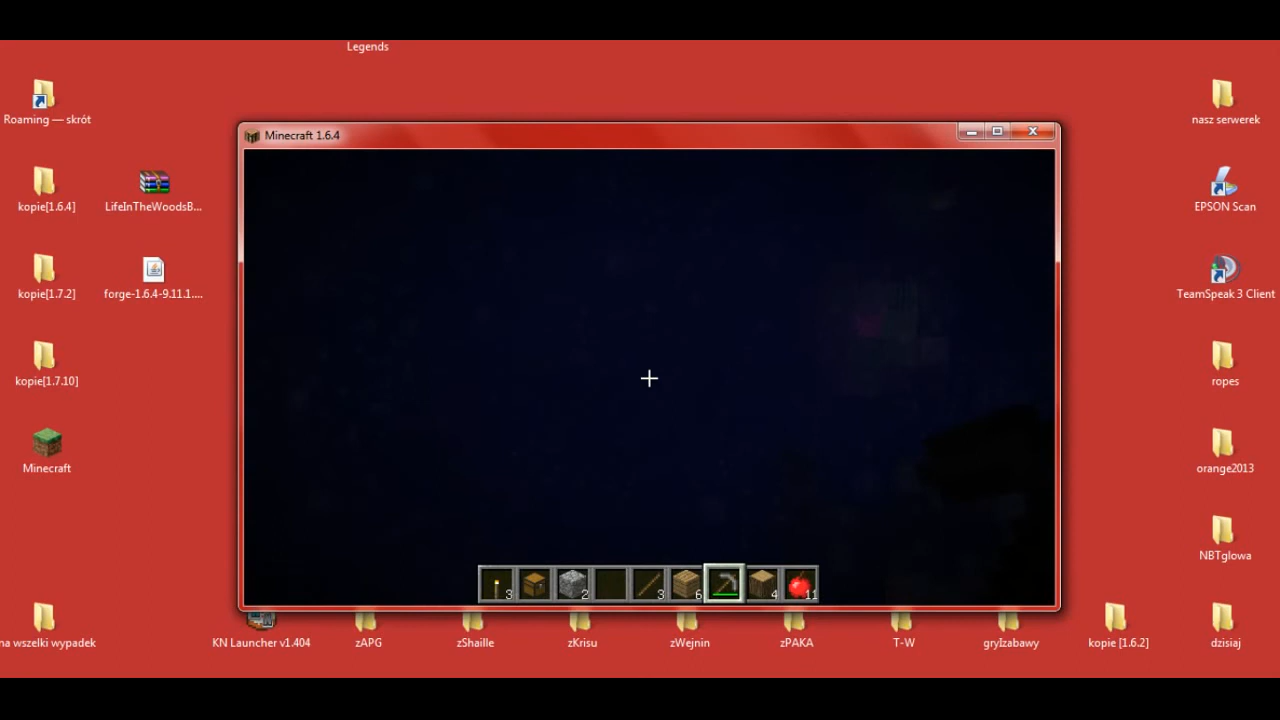 Legends
Roaming — skrót
nasz serwerek
Minecraft 1.6.4
kopie[1.6.4]
LifeInTheWoodsB...
EPSON Scan
kopie[1.7.2]
forge-1.6.4-9.11.1....
TeamSpeak 3 Client
kopie[1.7.10]
ropes
Minecraft
orange2013
NBTglowa
3
2
3
6
4
11
na wszelki wypadek
KN Launcher v1.404
zAPG
zShaille
zKrisu
zWejnin
zPAKA
T-W
gryIzabawy
kopie [1.6.2]
dzisiaj